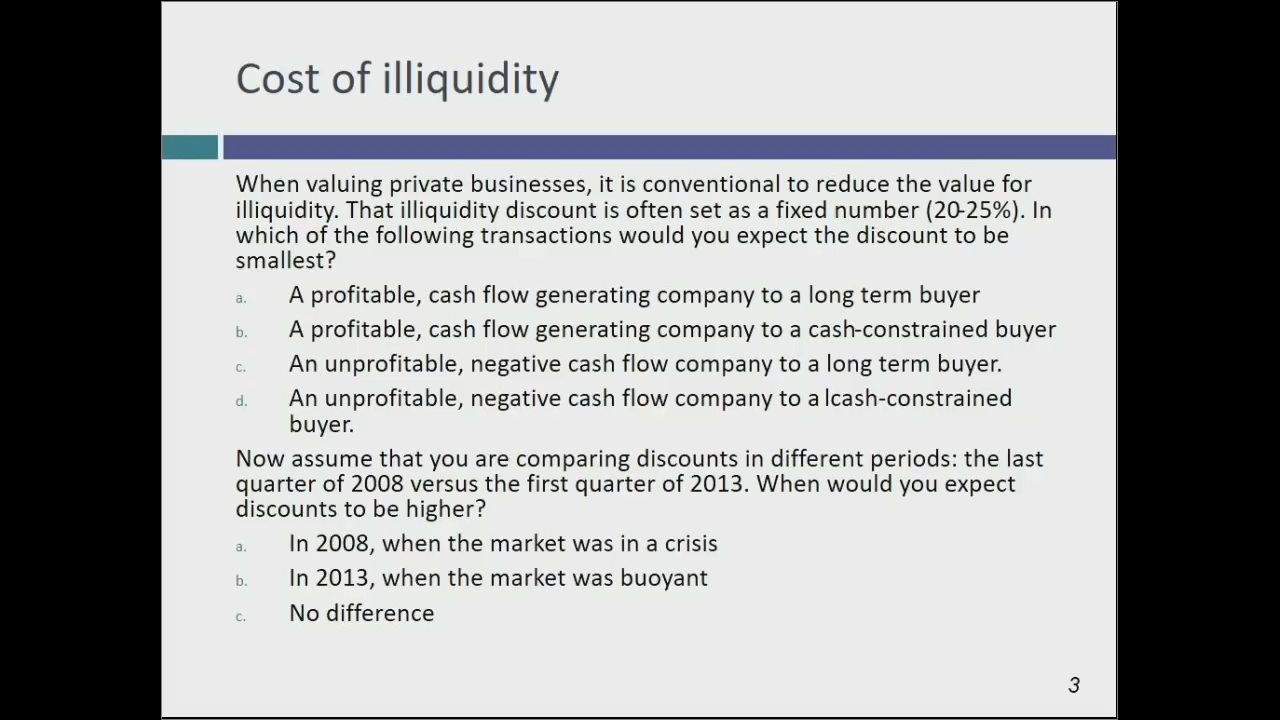 Cost of illiquidity
When valuing private businesses, it is conventional to reduce the value for
illiquidity. That illiquidity discount is often set as a fixed number (20-25%). In
which of the following transactions would you expect the discount to be
smallest?
a. A profitable, cash flow generating company to a long term buyer
b. A profitable, cash flow generating company to a cash-constrained buyer
c. An unprofitable, negative cash flow company to a long term buyer.
d. An unprofitable, negative cash flow company to a lcash-constrained
buyer.
Now assume that you are comparing discounts in different periods: the last
quarter of 2008 versus the first quarter of 2013. When would you expect
discounts to be higher?
a. In 2008, when the market was in a crisis
b. In 2013, when the market was buoyant
c. No difference
3